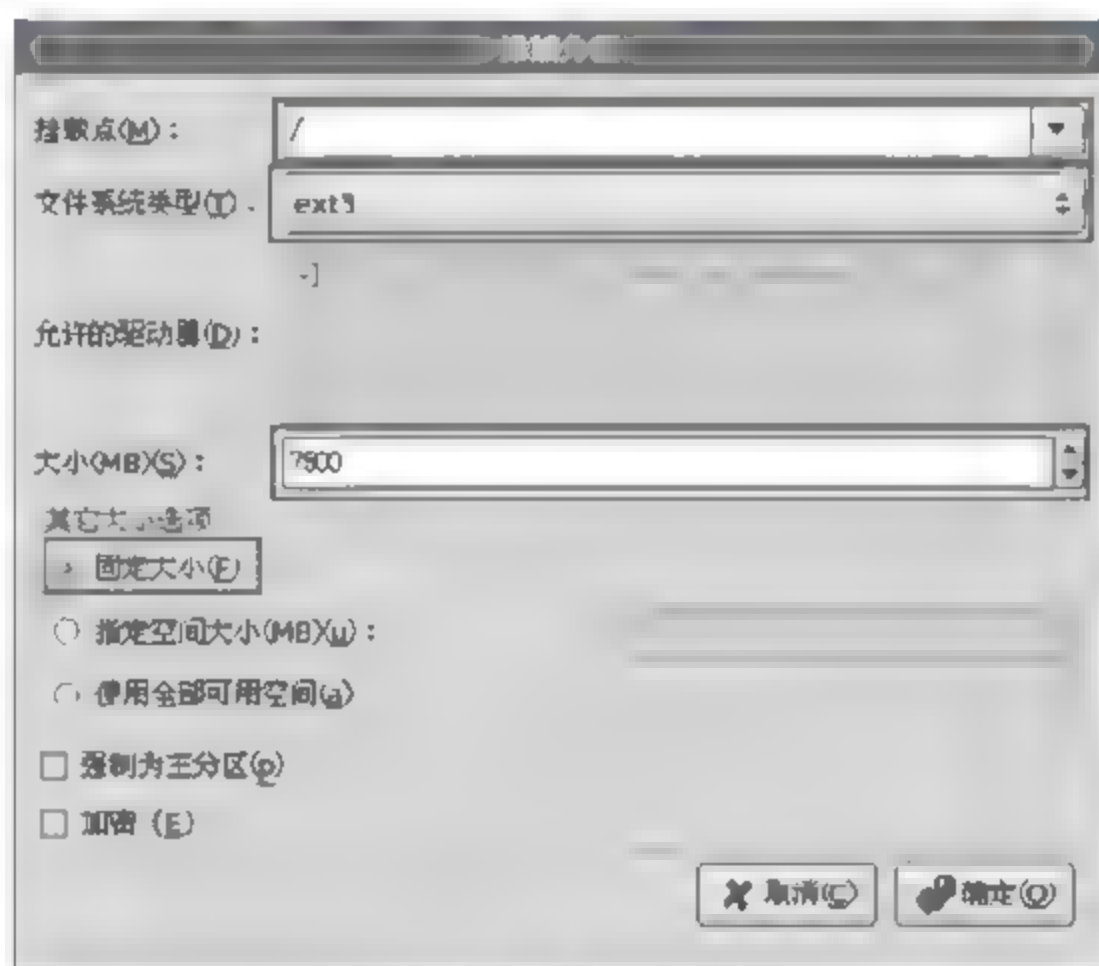 挂载点(M)：
/
文件系统类型(T)：
ext3
允许的驱动器(D)：
大小(MB)(S)：
7500
其它大小选项
固定大小(F)
指定空间大小(MB)(u)：
使用全部可用空间(a)
强制为主分区(p)
加密 (E)
取消(C)
确定(O)